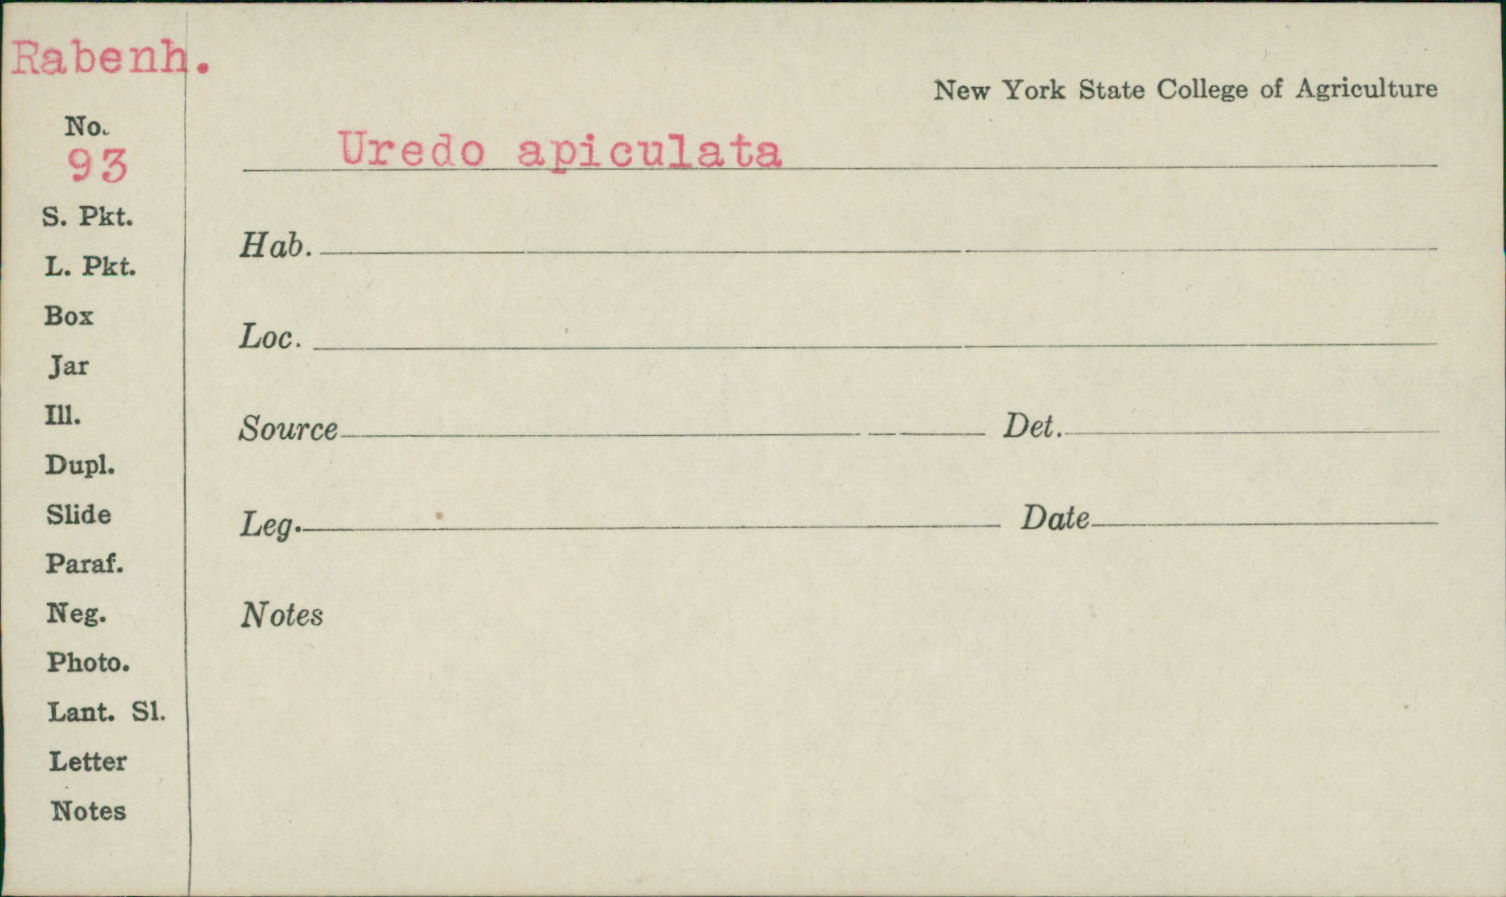 Rabenh.
New York State College of Agriculture
No.
93
Uredo apiculata
S. Pkt.
L. Pkt.
Box
Jar
Ill.
Dupl.
Slide
Paraf.
Neg.
Photo.
Lant. Sl.
Letter
Notes
Hab.
Loc.
Source Det.
Leg. Date
Notes